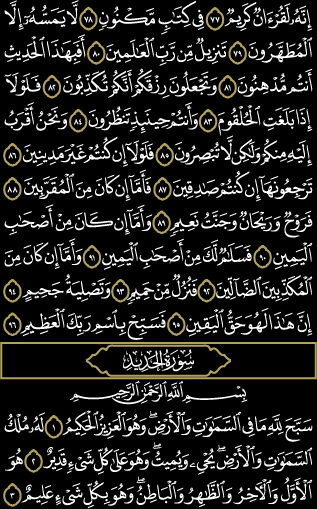 إِنَّهُۥ لَقُرْءَانٌ كَرِيمٌ ٧٧ فِى كِتَٰبٍ مَّكْنُونٍ ٧٨ لَّا يَمَسُّهُۥٓ إِلَّا
ٱلْمُطَهَّرُونَ ٧٩ تَنزِيلٌ مِّن رَّبِّ ٱلْعَٰلَمِينَ ٨٠ أَفَبِهَٰذَا ٱلْحَدِيثِ
أَنتُم مُّدْهِنُونَ ٨١ وَتَجْعَلُونَ رِزْقَكُمْ أَنَّكُمْ تُكَذِّبُونَ ٨٢ فَلَوْلَآ
إِذَا بَلَغَتِ ٱلْحُلْقُومَ ٨٣ وَأَنتُمْ حِينَئِذٍ تَنظُرُونَ ٨٤ وَنَحْنُ أَقْرَبُ
إِلَيْهِ مِنكُمْ وَلَٰكِن لَّا تُبْصِرُونَ ٨٥ فَلَوْلَآ إِن كُنتُمْ غَيْرَ مَدِينِينَ ٨٦
تَرْجِعُونَهَآ إِن كُنتُمْ صَٰدِقِينَ ٨٧ فَأَمَّآ إِن كَانَ مِنَ ٱلْمُقَرَّبِينَ ٨٨
فَرَوْحٌ وَرَيْحَانٌ وَجَنَّتُ نَعِيمٍ ٨٩ وَأَمَّآ إِن كَانَ مِنْ أَصْحَٰبِ
ٱلْيَمِينِ ٩٠ فَسَلَٰمٌ لَّكَ مِنْ أَصْحَٰبِ ٱلْيَمِينِ ٩١ وَأَمَّآ إِن كَانَ مِنَ
ٱلْمُكَذِّبِينَ ٱلضَّآلِّينَ ٩٢ فَنُزُلٌ مِّنْ حَمِيمٍ ٩٣ وَتَصْلِيَةُ جَحِيمٍ ٩٤
إِنَّ هَٰذَا لَهُوَ حَقُّ ٱلْيَقِينِ ٩٥ فَسَبِّحْ بِٱسْمِ رَبِّكَ ٱلْعَظِيمِ ٩٦
سُورَةُ الحَدِيدِ
بِسْمِ ٱللَّهِ ٱلرَّحْمَٰنِ ٱلرَّحِيمِ
سَبَّحَ لِلَّهِ مَا فِى ٱلسَّمَٰوَٰتِ وَٱلْأَرْضِ ۖ وَهُوَ ٱلْعَزِيزُ ٱلْحَكِيمُ ١ لَهُۥ مُلْكُ
ٱلسَّمَٰوَٰتِ وَٱلْأَرْضِ ۖ يُحْىِۦ وَيُمِيتُ ۖ وَهُوَ عَلَىٰ كُلِّ شَىْءٍ قَدِيرٌ ٢ هُوَ
ٱلْأَوَّلُ وَٱلْءَاخِرُ وَٱلظَّٰهِرُ وَٱلْبَاطِنُ ۖ وَهُوَ بِكُلِّ شَىْءٍ عَلِيمٌ ٣